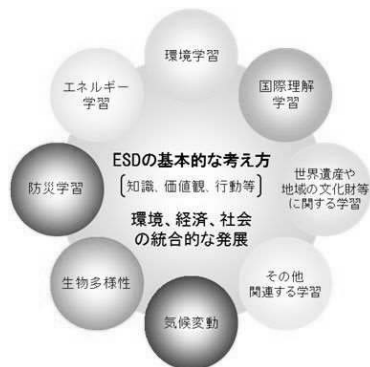 環境学習
国際理解
学習
世界遺産や
地域の文化財等
に関する学習
その他
関連する学習
気候変動
生物多様性
防災学習
エネルギー
学習
ESDの基本的な考え方
[知識、価値観、行動等]
環境、経済、社会
の統合的な発展